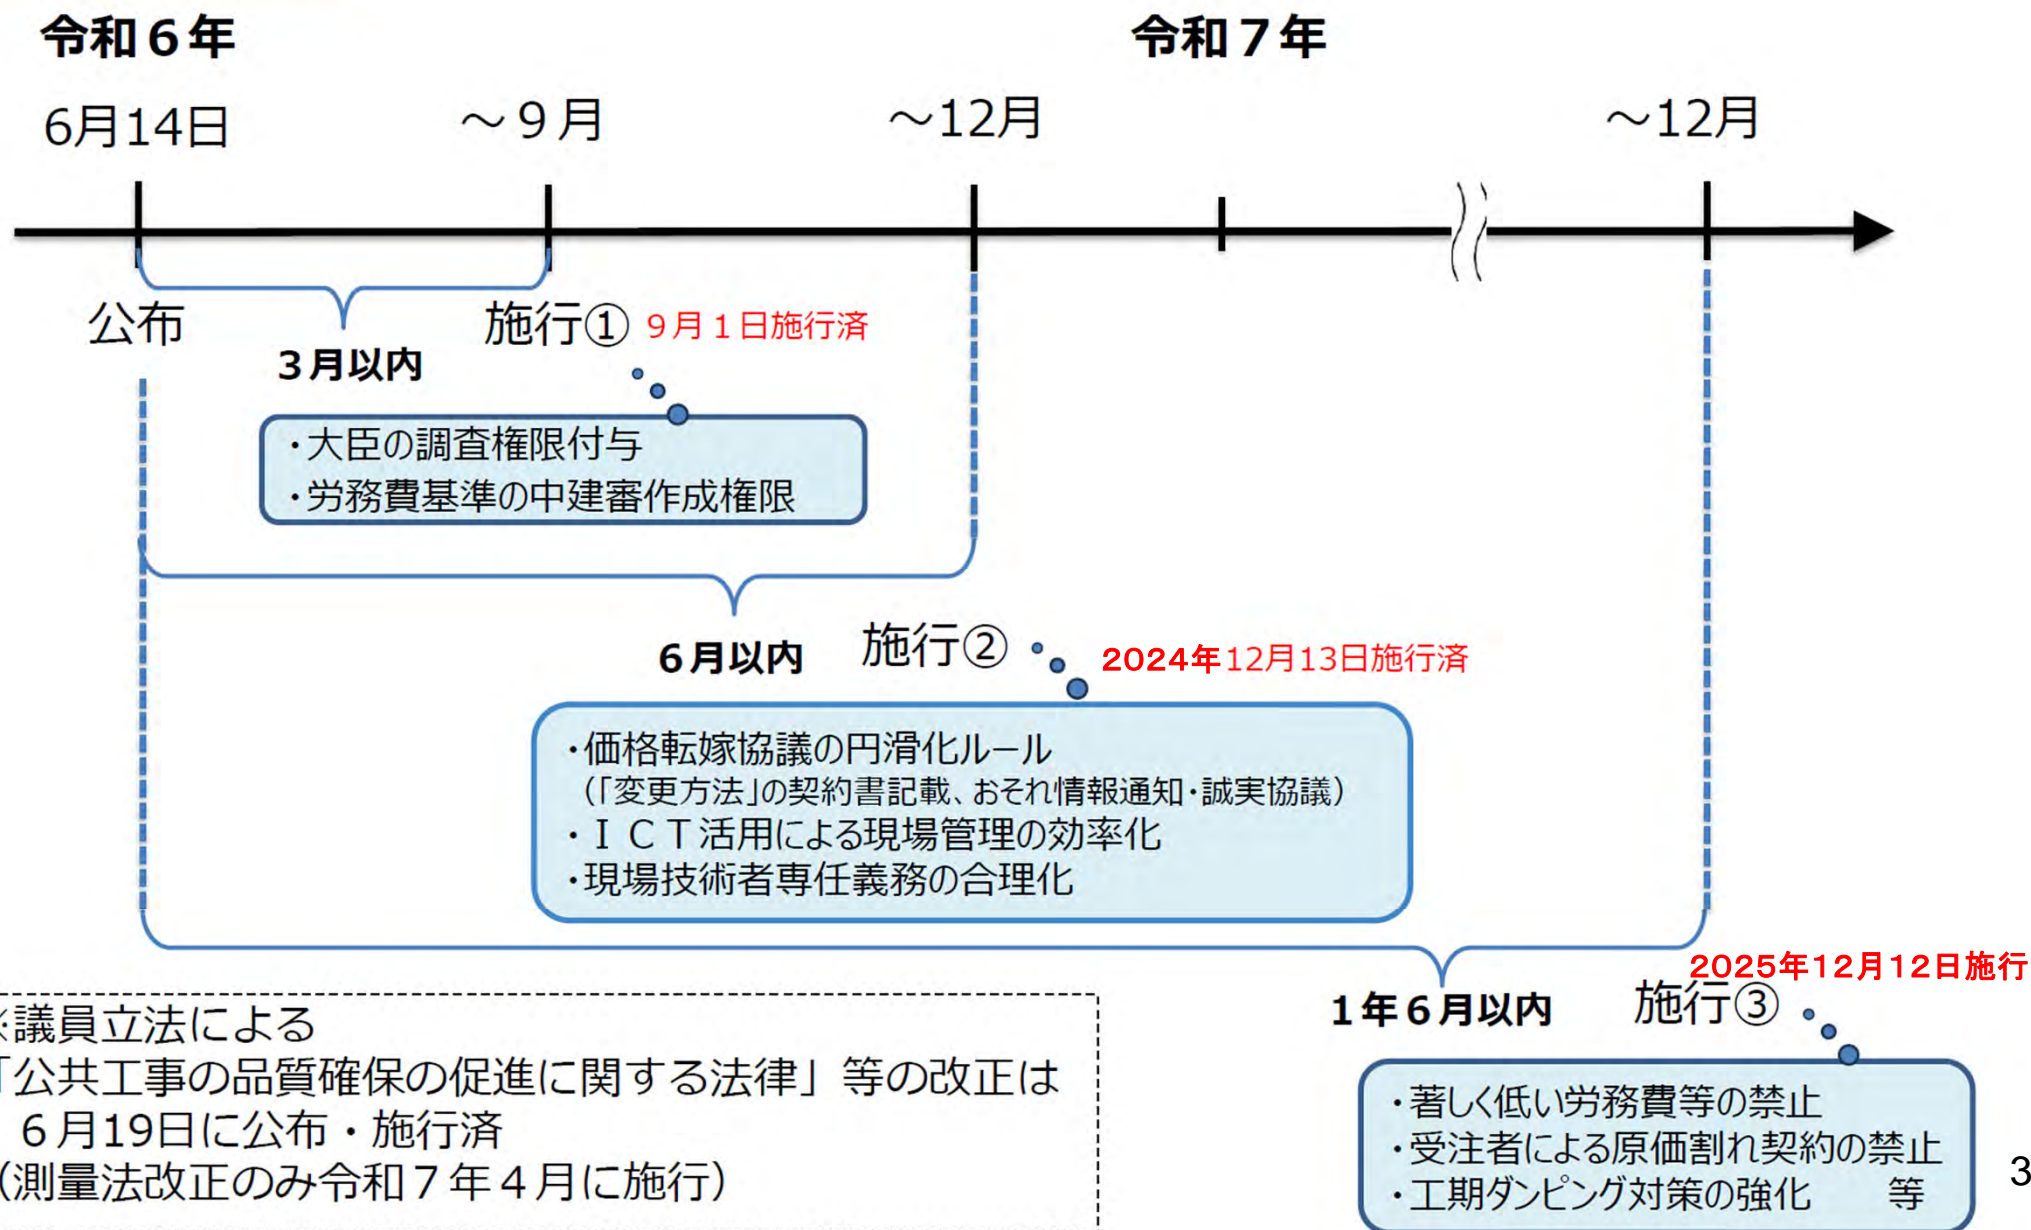 令和６年
令和７年
6月14日
～９月
～12月
～12月
公布
施行① ９月１日施行済
３月以内
・大臣の調査権限付与
・労務費基準の中建審作成権限
６月以内
施行② 2024年12月13日施行済
・価格転嫁協議の円滑化ルール
（「変更方法」の契約書記載、おそれ情報通知・誠実協議）
・ＩＣＴ活用による現場管理の効率化
・現場技術者専任義務の合理化
2025年12月12日施行
１年６月以内
施行③
・著しく低い労務費等の禁止
・受注者による原価割れ契約の禁止
・工期ダンピング対策の強化　　等
※議員立法による
「公共工事の品質確保の促進に関する法律」等の改正は
６月19日に公布・施行済
（測量法改正のみ令和７年４月に施行）
3